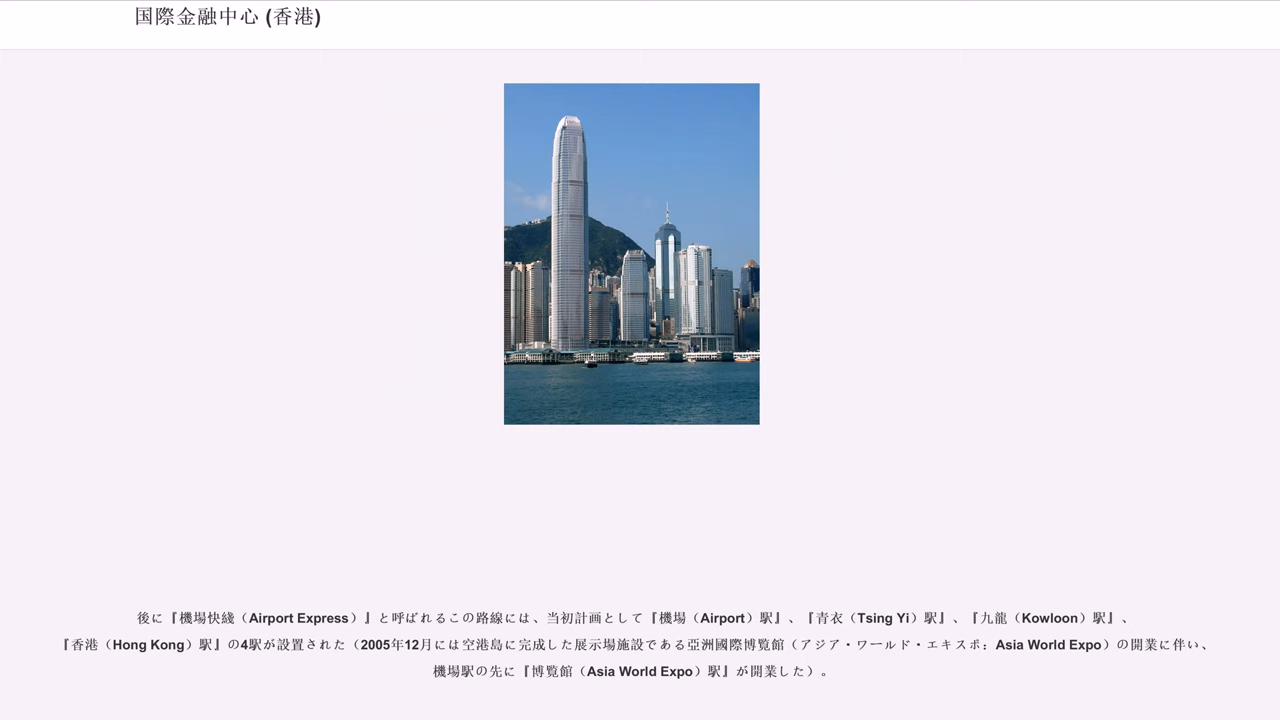 国際金融中心 (香港)
後に『機場快綫（Airport Express）』と呼ばれるこの路線には、当初計画として『機場（Airport）駅』、『青衣（Tsing Yi）駅』、『九龍（Kowloon）駅』、
『香港（Hong Kong）駅』の4駅が設置された（2005年12月には空港島に完成した展示場施設である亞洲國際博覧館（アジア・ワールド・エキスポ：Asia World Expo）の開業に伴い、
機場駅の先に『博覧館（Asia World Expo）駅』が開業した）。